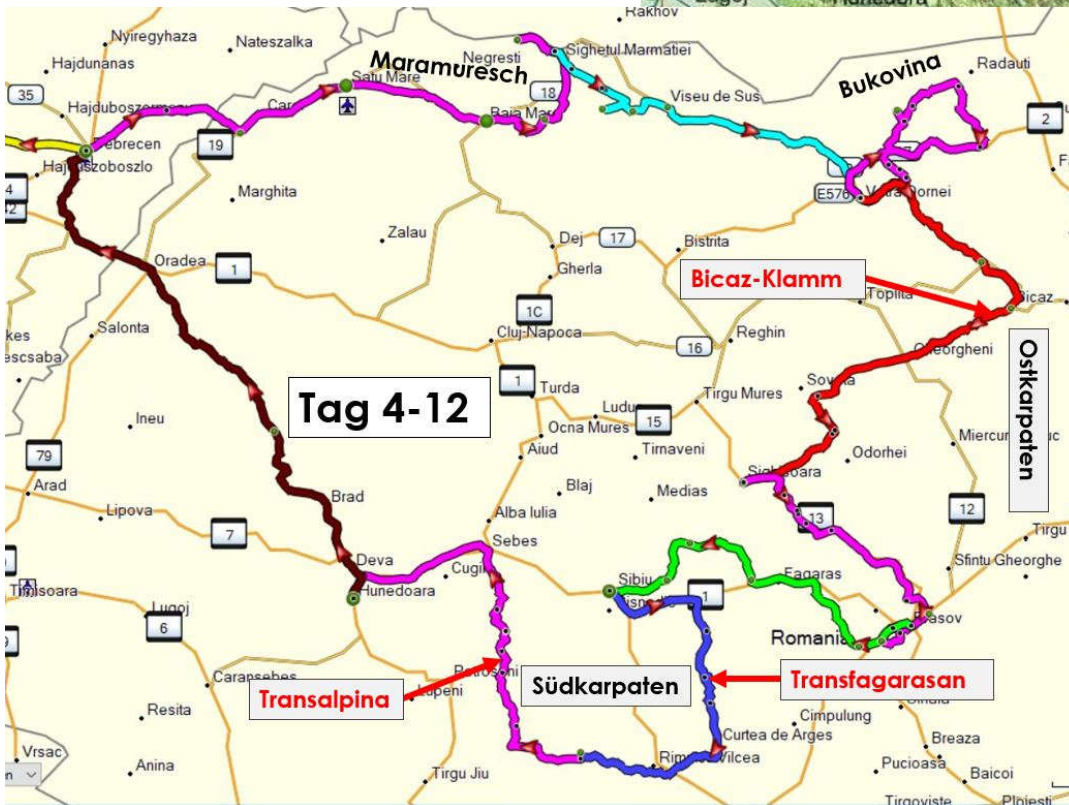 Rakhov
Nyiregyhaza
Nateszalka
Negresti
Sighetul Marmatiei
Hajdunanas
Maramuresch
Radauti
Bukovina
Satu Mare
35
18
Viseu de Sus
Hajduboszormeny
Baia Mare
2
19
Hajduszoboszlo
Marghita
E576
Vatra Dornei
Zalau
Dej
17
Bistrita
Oradea
1
Gherla
Bicaz-Klamm
Toplita
Bicaz
1C
Salonta
Cluj-Napoca
Reghin
16
Gheorgheni
Ostkarpaten
1
Turda
Sovata
Tag 4-12
Tirgu Mures
Ineu
Ocna Mures
15
79
Aiud
Tirnaveni
Odorhei
Sighisoara
Arad
Brad
Blaj
Medias
Lipova
Alba Iulia
13
12
7
Tirgu
Sebes
Deva
Sfintu Gheorghe
Cugir
Sibiu
Fagaras
Timisoara
Hunedoara
1
Lugoj
Brasov
6
Romania
Petroseni
Caransebes
Transalpina
Südkarpaten
Transfagarasan
Lupeni
Resita
Cimpulung
Curtea de Arges
Vrsac
Breaza
Anina
Rimnicu Vilcea
Pucioasa
Baicoi
Tirgu Jiu
Tirgoviste
Ploiesti